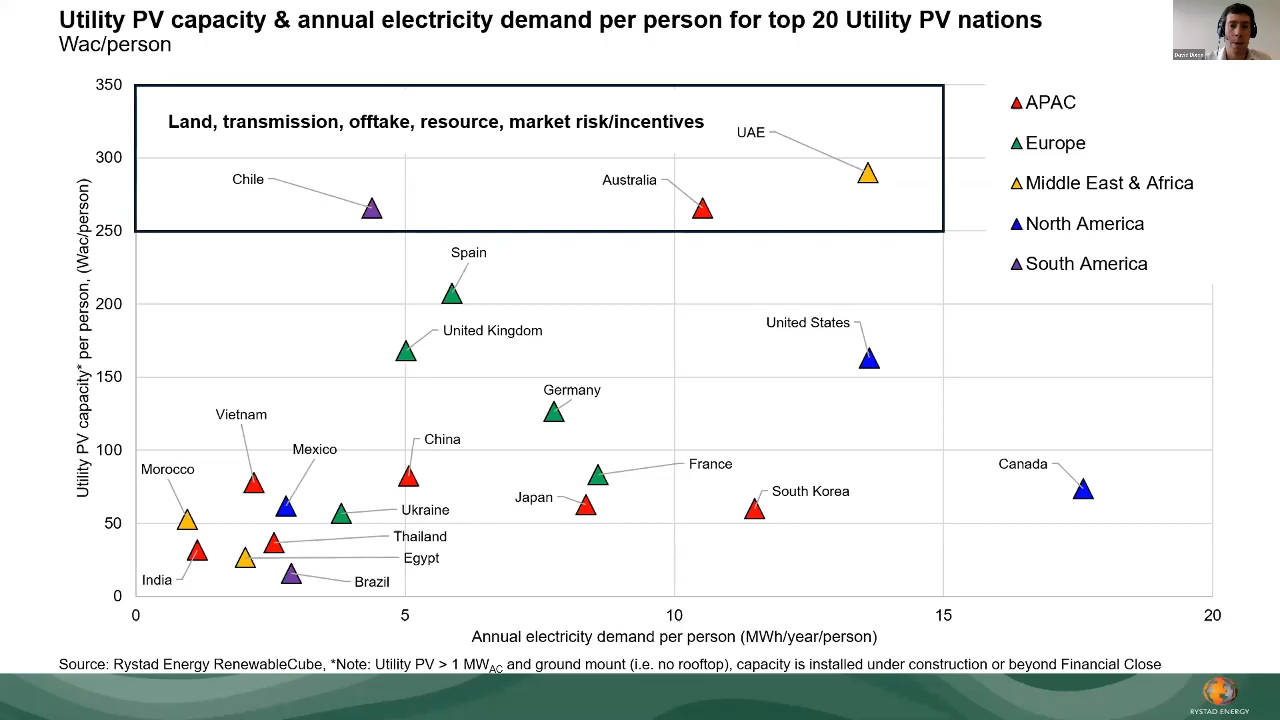 Utility PV capacity & annual electricity demand per person for top 20 Utility PV nations
Wac/person
David Dixon
350
300
250
200
150
100
50
0
Utility PV capacity* per person, (Wac/person)
Land, transmission, offtake, resource, market risk/incentives
UAE
Chile
Australia
Spain
United Kingdom
United States
Germany
Vietnam
China
Mexico
Morocco
France
Canada
Japan
South Korea
Ukraine
Thailand
Egypt
India
Brazil
0
5
10
15
20
Annual electricity demand per person (MWh/year/person)
APAC
Europe
Middle East & Africa
North America
South America
Source: Rystad Energy RenewableCube, *Note: Utility PV > 1 MWAC and ground mount (i.e. no rooftop), capacity is installed under construction or beyond Financial Close
RYSTAD ENERGY